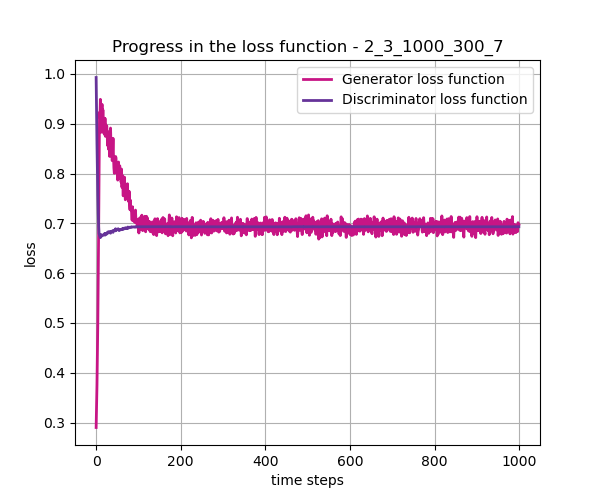 Progress in the loss function - 2_3_1000_300_7
Generator loss function
Discriminator loss function
1.0
0.9
0.8
0.7
0.6
0.5
0.4
0.3
loss
0 200 400 600 800 1000
time steps